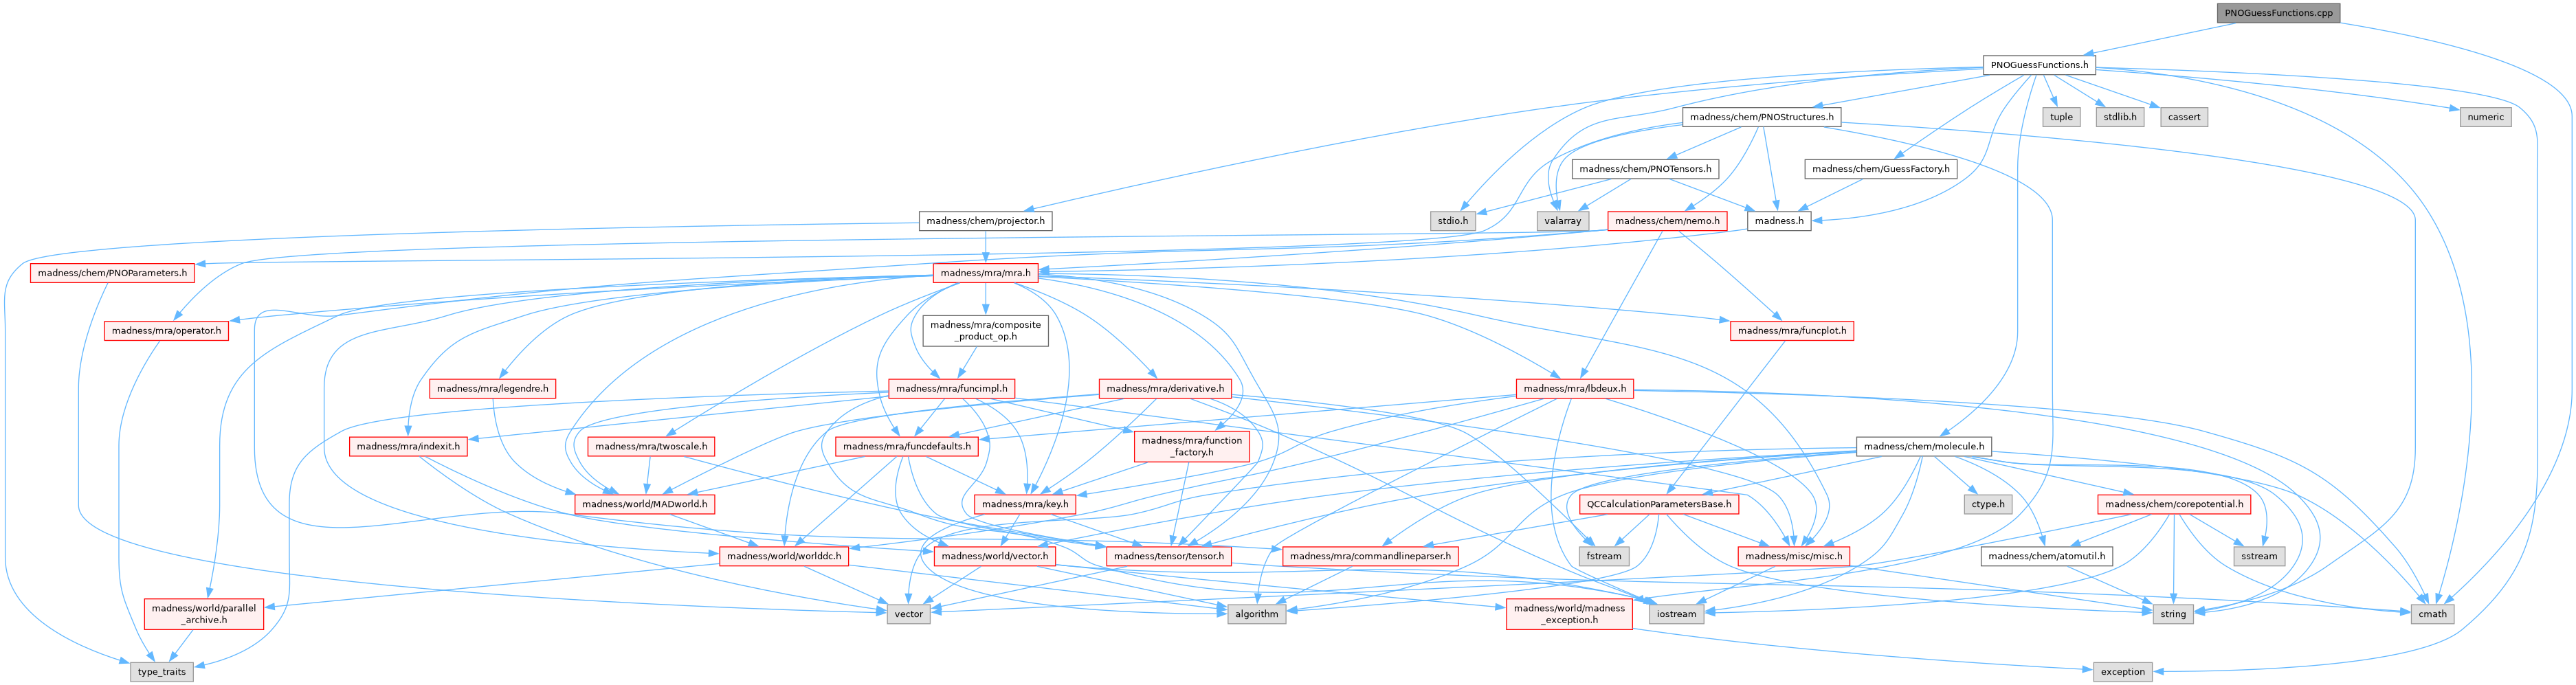 PNOGuessFunctions.cpp
PNOGuessFunctions.h
madness/chem/PNOStructures.h
tuple
stdlib.h
cassert
numeric
madness/chem/PNOTensors.h
madness/chem/GuessFactory.h
madness/chem/projector.h
stdio.h
valarray
madness/chem/nemo.h
madness.h
madness/chem/PNOParameters.h
madness/mra/mra.h
madness/mra/operator.h
madness/mra/composite
_product_op.h
madness/mra/funcplot.h
madness/mra/legendre.h
madness/mra/funcimpl.h
madness/mra/derivative.h
madness/mra/lbdeux.h
madness/mra/indexit.h
madness/mra/twoscale.h
madness/mra/funcdefaults.h
madness/mra/function
_factory.h
madness/chem/molecule.h
madness/world/MADworld.h
madness/mra/key.h
QCCalculationParametersBase.h
ctype.h
madness/chem/corepotential.h
madness/world/worlddc.h
madness/world/vector.h
madness/tensor/tensor.h
madness/mra/commandlineparser.h
fstream
madness/misc/misc.h
madness/chem/atomutil.h
sstream
madness/world/parallel
_archive.h
vector
algorithm
madness/world/madness
_exception.h
iostream
string
cmath
type_traits
exception